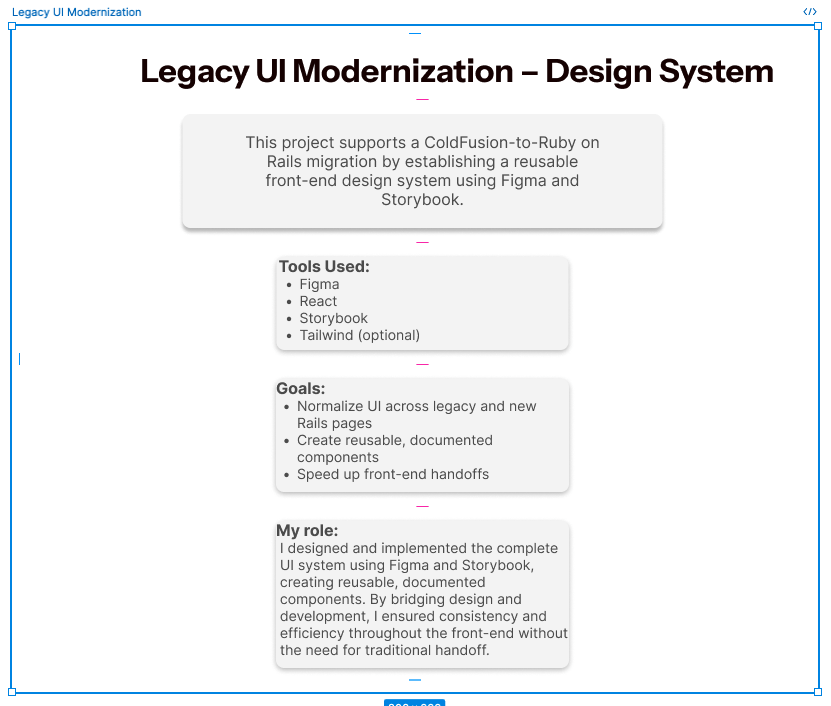 Legacy UI Modernization
Legacy UI Modernization – Design System
This project supports a ColdFusion-to-Ruby on
Rails migration by establishing a reusable
front-end design system using Figma and
Storybook.
Tools Used:
• Figma
• React
• Storybook
• Tailwind (optional)
Goals:
• Normalize UI across legacy and new
Rails pages
• Create reusable, documented
components
• Speed up front-end handoffs
My role:
I designed and implemented the complete
UI system using Figma and Storybook,
creating reusable, documented
components. By bridging design and
development, I ensured consistency and
efficiency throughout the front-end without
the need for traditional handoff.